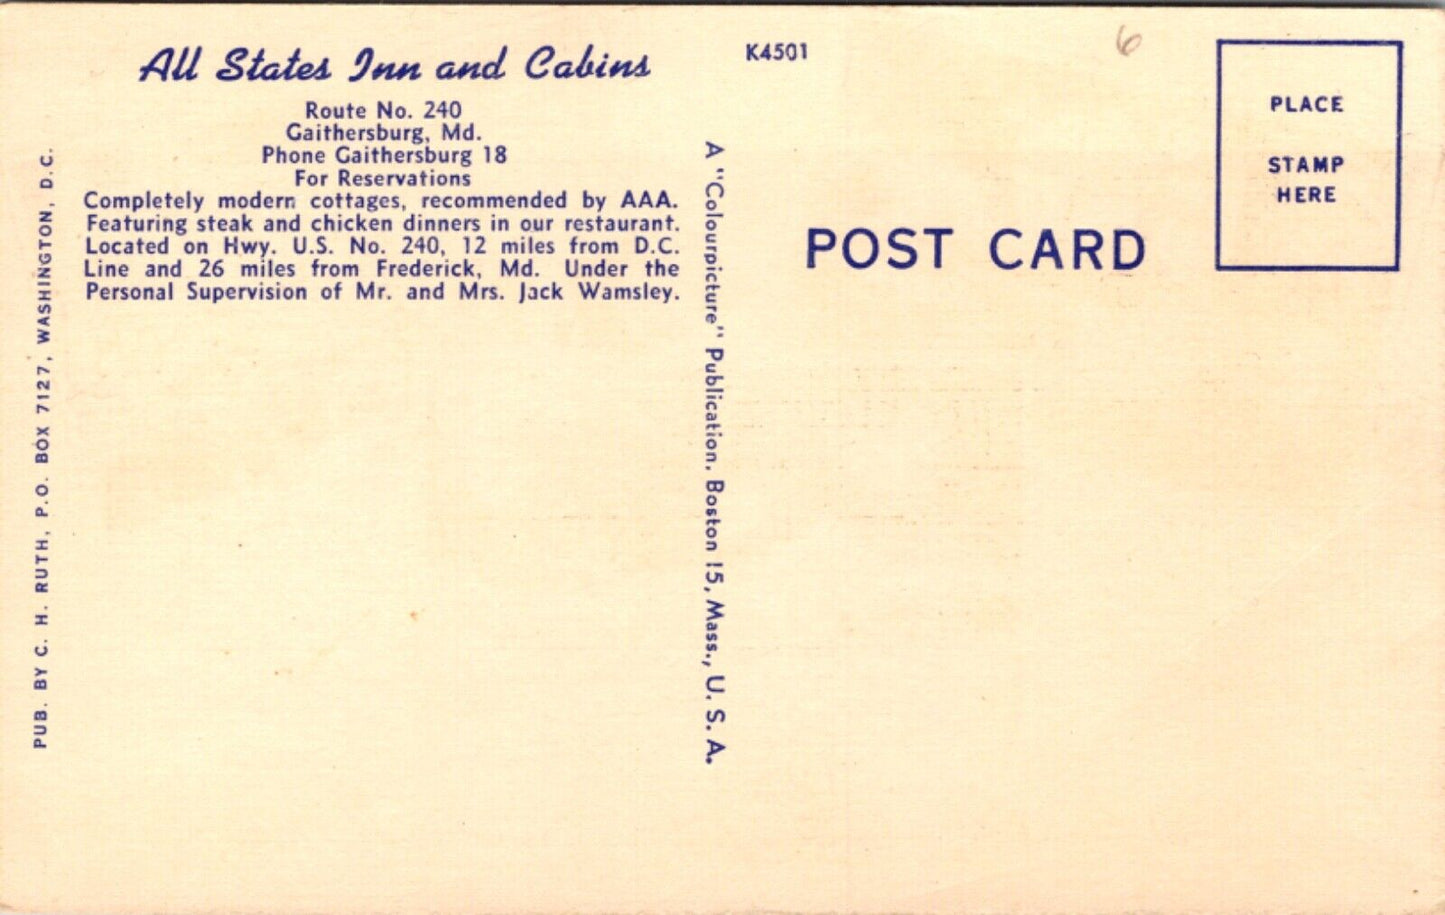 All States Inn and Cabins
Route No. 240
Gaithersburg, Md.
Phone Gaithersburg 18
For Reservations
Completely modern cottages, recommended by AAA.
Featuring steak and chicken dinners in our restaurant.
Located on Hwy. U.S. No. 240, 12 miles from D.C.
Line and 26 miles from Frederick, Md. Under the
Personal Supervision of Mr. and Mrs. Jack Wamsley.
PUB. BY C. H. RUTH, P.O. BOX 7127, WASHINGTON, D.C.
A "Colourpicture" Publication, Boston 15, Mass., U. S. A.
K4501
6
POST CARD
PLACE
STAMP
HERE